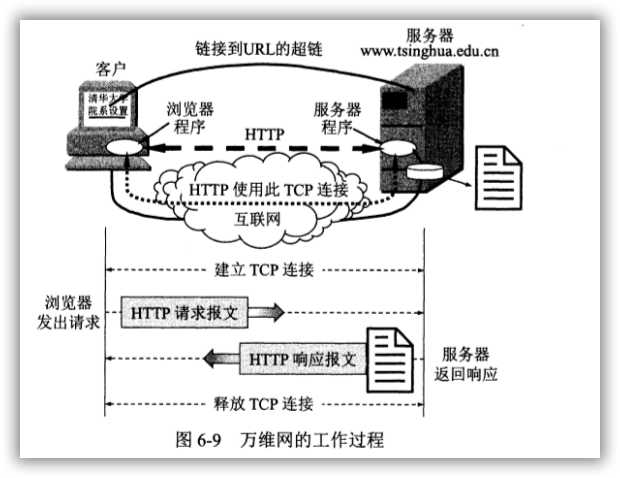 服务器
www.tsinghua.edu.cn
链接到URL的超链
客户
清华大学
院系设置
浏览器
程序
服务器
程序
HTTP
HTTP 使用此 TCP 连接
互联网
建立 TCP 连接
浏览器
发出请求
HTTP 请求报文
HTTP 响应报文
服务器
返回响应
释放 TCP 连接
图 6-9 万维网的工作过程